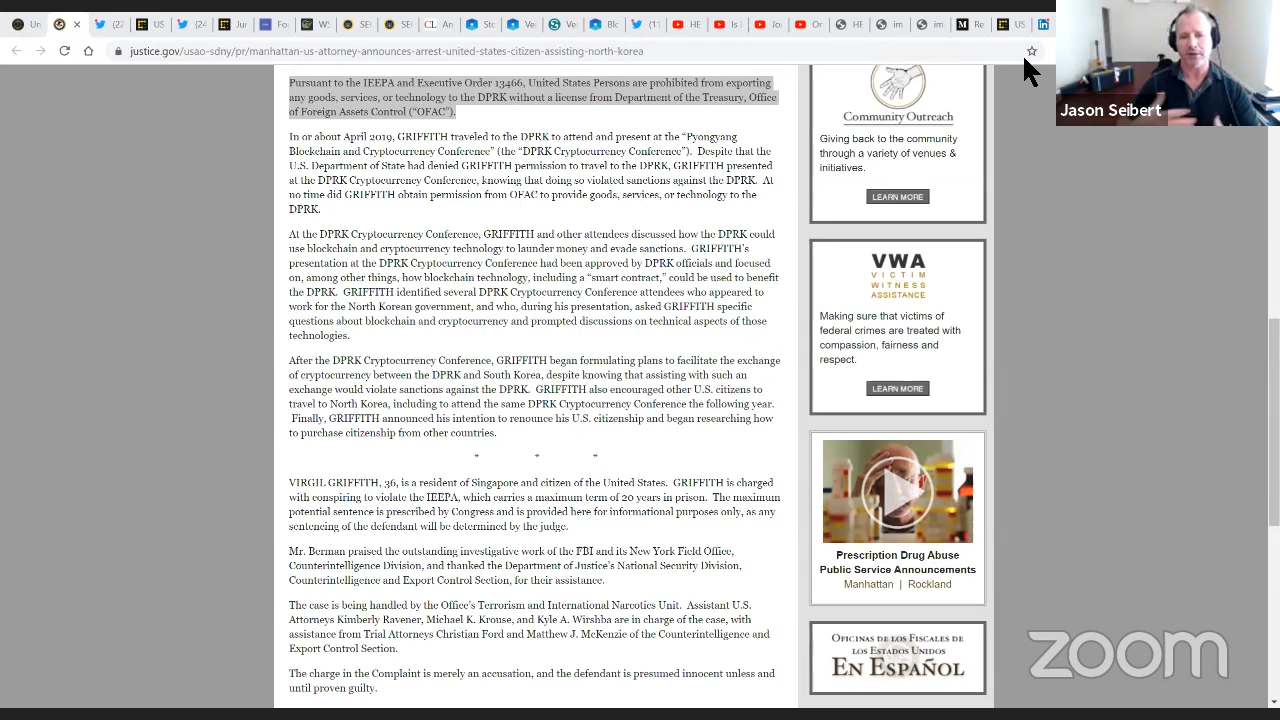 Un
(2:
US
(24
Jur
Fo
W:
SE
SE
CL An
Sto
Ve
Ve
Blo
(11
HE
Is I
Jo
Or
HE
im
im
Re
US
justice.gov/usao-sdny/pr/manhattan-us-attorney-announces-arrest-united-states-citizen-assisting-north-korea
Jason Seibert
Pursuant to the IEEPA and Executive Order 13466, United States Persons are prohibited from exporting
any goods, services, or technology to the DPRK without a license from Department of the Treasury, Office
of Foreign Assets Control (“OFAC”).
In or about April 2019, GRIFFITH traveled to the DPRK to attend and present at the “Pyongyang
Blockchain and Cryptocurrency Conference” (the “DPRK Cryptocurrency Conference”). Despite that the
U.S. Department of State had denied GRIFFITH permission to travel to the DPRK, GRIFFITH presented
at the DPRK Cryptocurrency Conference, knowing that doing so violated sanctions against the DPRK. At
no time did GRIFFITH obtain permission from OFAC to provide goods, services, or technology to the
DPRK.
At the DPRK Cryptocurrency Conference, GRIFFITH and other attendees discussed how the DPRK could
use blockchain and cryptocurrency technology to launder money and evade sanctions. GRIFFITH’s
presentation at the DPRK Cryptocurrency Conference had been approved by DPRK officials and focused
on, among other things, how blockchain technology, including a “smart contract,” could be used to benefit
the DPRK. GRIFFITH identified several DPRK Cryptocurrency Conference attendees who appeared to
work for the North Korean government, and who, during his presentation, asked GRIFFITH specific
questions about blockchain and cryptocurrency and prompted discussions on technical aspects of those
technologies.
After the DPRK Cryptocurrency Conference, GRIFFITH began formulating plans to facilitate the exchange
of cryptocurrency between the DPRK and South Korea, despite knowing that assisting with such an
exchange would violate sanctions against the DPRK. GRIFFITH also encouraged other U.S. citizens to
travel to North Korea, including to attend the same DPRK Cryptocurrency Conference the following year.
Finally, GRIFFITH announced his intention to renounce his U.S. citizenship and began researching how
to purchase citizenship from other countries.
* * *
VIRGIL GRIFFITH, 36, is a resident of Singapore and citizen of the United States. GRIFFITH is charged
with conspiring to violate the IEEPA, which carries a maximum term of 20 years in prison. The maximum
potential sentence is prescribed by Congress and is provided here for informational purposes only, as any
sentencing of the defendant will be determined by the judge.
Mr. Berman praised the outstanding investigative work of the FBI and its New York Field Office,
Counterintelligence Division, and thanked the Department of Justice’s National Security Division,
Counterintelligence and Export Control Section, for their assistance.
The case is being handled by the Office’s Terrorism and International Narcotics Unit. Assistant U.S.
Attorneys Kimberly Ravener, Michael K. Krouse, and Kyle A. Wirshba are in charge of the case, with
assistance from Trial Attorneys Christian Ford and Matthew J. McKenzie of the Counterintelligence and
Export Control Section.
The charge in the Complaint is merely an accusation, and the defendant is presumed innocent unless and
until proven guilty.
Community Outreach
Giving back to the community
through a variety of venues &
initiatives.
LEARN MORE
VWA
VICTIM
WITNESS
ASSISTANCE
Making sure that victims of
federal crimes are treated with
compassion, fairness and
respect.
LEARN MORE
Prescription Drug Abuse
Public Service Announcements
Manhattan | Rockland
OFICINAS DE LOS FISCALES DE
LOS ESTADOS UNIDOS
EN ESPAÑOL
zoom